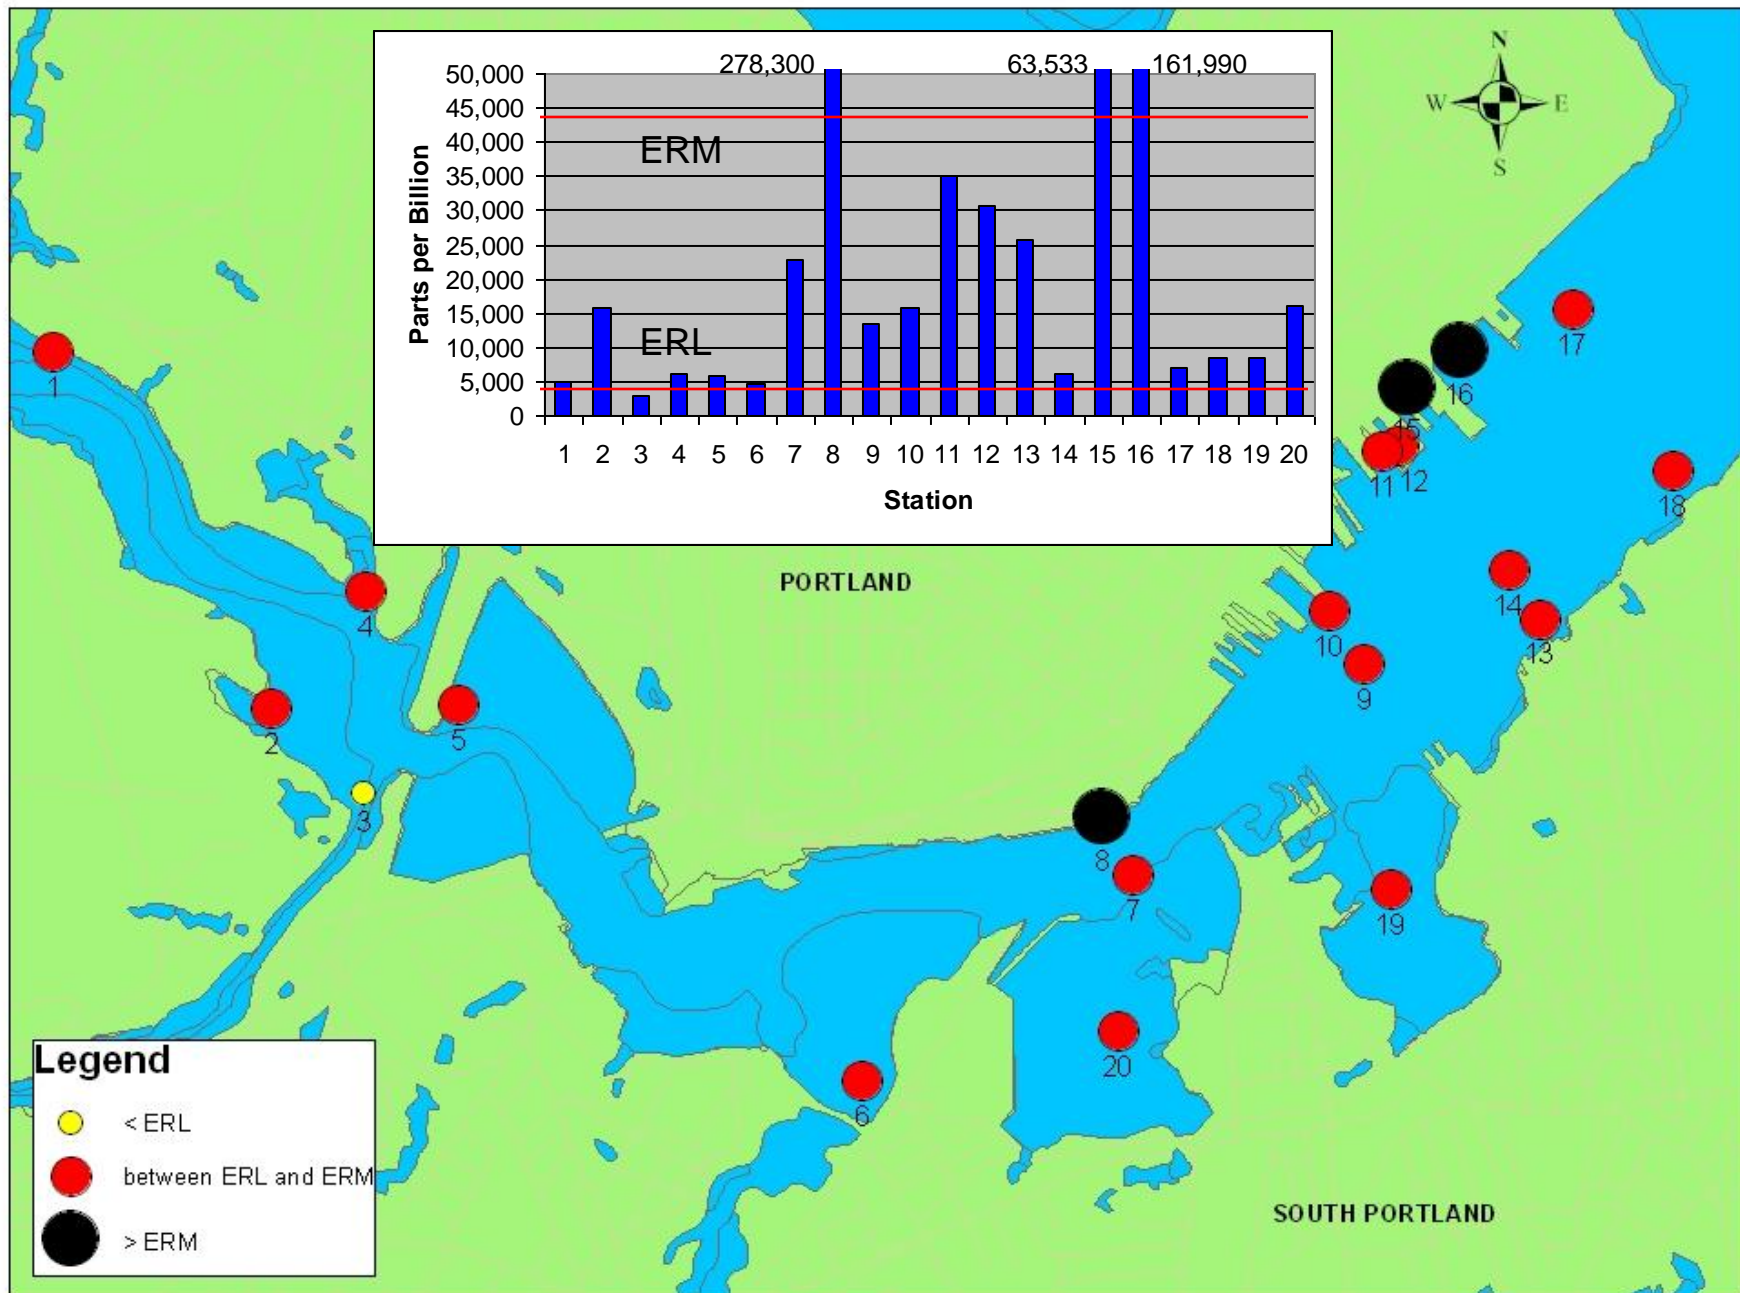 278,300
63,533
161,990
50,000
45,000
40,000
35,000
30,000
25,000
20,000
15,000
10,000
5,000
0
Parts per Billion
ERM
ERL
1 2 3 4 5 6 7 8 9 10 11 12 13 14 15 16 17 18 19 20
Station
N
W E
S
1
17
16
15
11 12
18
4
PORTLAND
14
10
13
9
2
5
3
8
7
19
20
6
Legend
< ERL
between ERL and ERM
> ERM
SOUTH PORTLAND